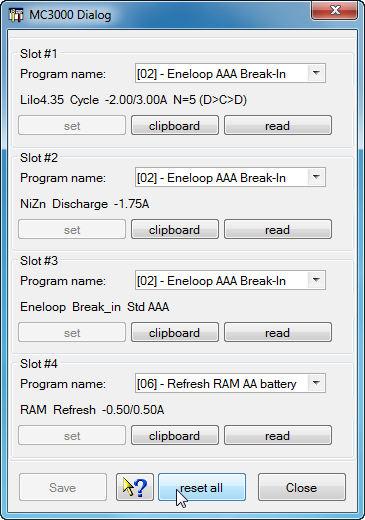 MC3000 Dialog
Slot #1
Program name: [02] - Eneloop AAA Break-In
LiIo4.35 Cycle -2.00/3.00A N=5 (D>C>D)
set clipboard read
Slot #2
Program name: [02] - Eneloop AAA Break-In
NiZn Discharge -1.75A
set clipboard read
Slot #3
Program name: [02] - Eneloop AAA Break-In
Eneloop Break_in Std AAA
set clipboard read
Slot #4
Program name: [06] - Refresh RAM AA battery
RAM Refresh -0.50/0.50A
set clipboard read
Save ? reset all Close